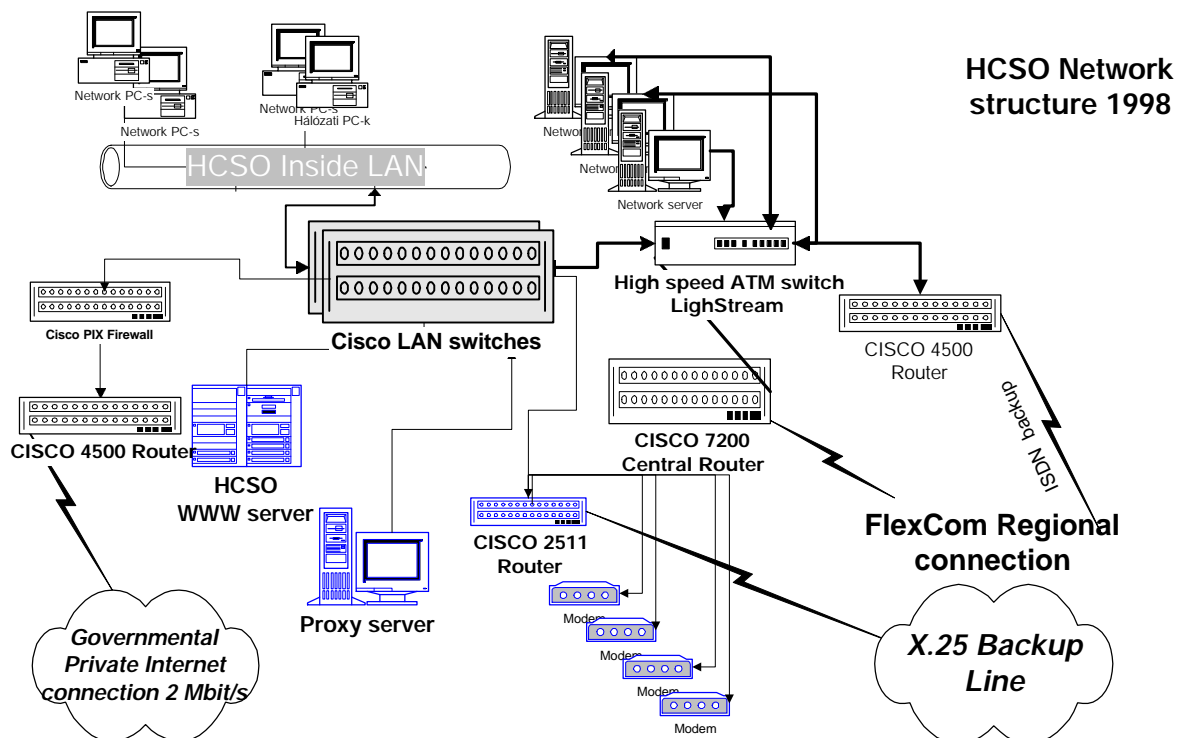 HCSO Network
structure 1998
Network PC-s
Network PC-s
Network PC-s
Hálózati PC-k
HCSO Inside LAN
Network server
High speed ATM switch
LighStream
Cisco PIX Firewall
Cisco LAN switches
CISCO 4500
Router
CISCO 4500 Router
HCSO
WWW server
CISCO 7200
Central Router
ISDN backup
CISCO 2511
Router
Proxy server
FlexCom Regional
connection
Modem
Modem
Modem
Modem
Governmental
Private Internet
connection 2 Mbit/s
X.25 Backup
Line